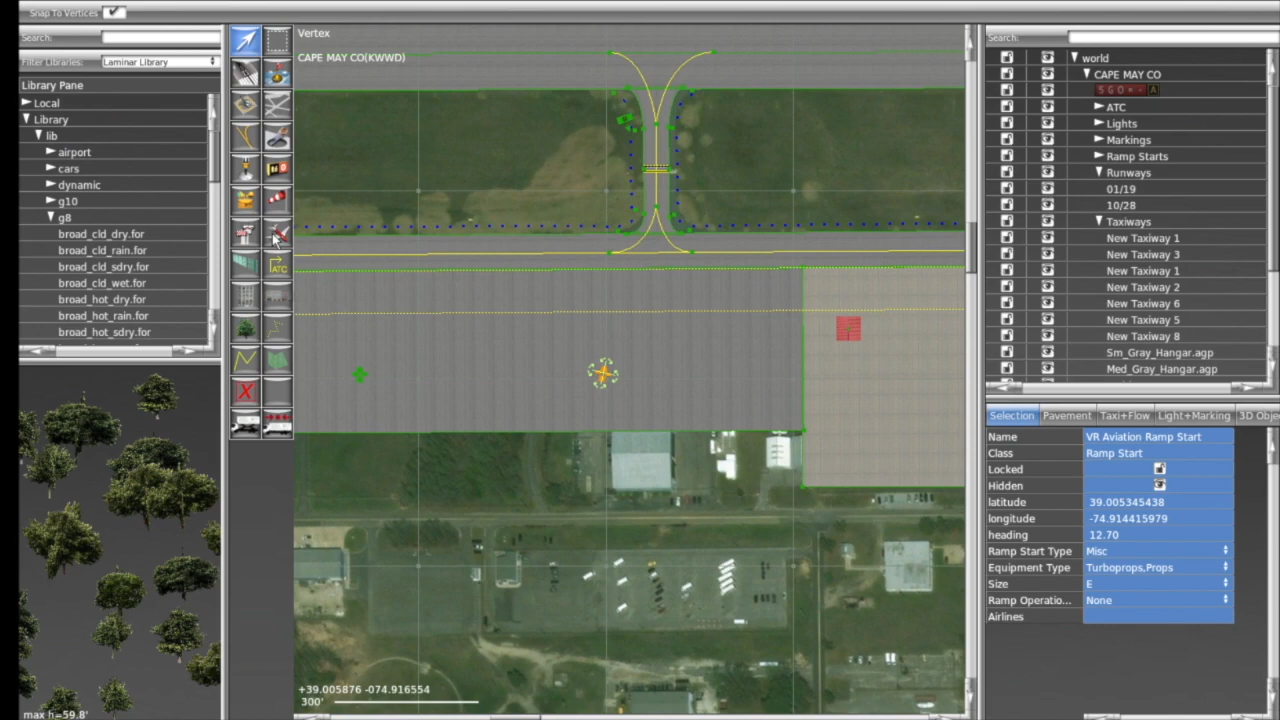 Snap To Vertices
Search:
Filter Libraries: Laminar Library
Library Pane
Local
Library
lib
airport
cars
dynamic
g10
g8
broad_cld_dry.for
broad_cld_rain.for
broad_cld_sdry.for
broad_cld_wet.for
broad_hot_dry.for
broad_hot_rain.for
broad_hot_sdry.for
max h=59.8'
ATC
Vertex
CAPE MAY CO(KWWD)
+39.005876 -074.916554
300'
Search:
world
CAPE MAY CO
A
ATC
Lights
Markings
Ramp Starts
Runways
01/19
10/28
Taxiways
New Taxiway 1
New Taxiway 3
New Taxiway 1
New Taxiway 2
New Taxiway 6
New Taxiway 5
New Taxiway 8
Sm_Gray_Hangar.agp
Med_Gray_Hangar.agp
Selection Pavement Taxi+Flow Light+Marking 3D Obje
Name VR Aviation Ramp Start
Class Ramp Start
Locked
Hidden
latitude 39.005345438
longitude -74.914415979
heading 12.70
Ramp Start Type Misc
Equipment Type Turboprops,Props
Size E
Ramp Operatio... None
Airlines